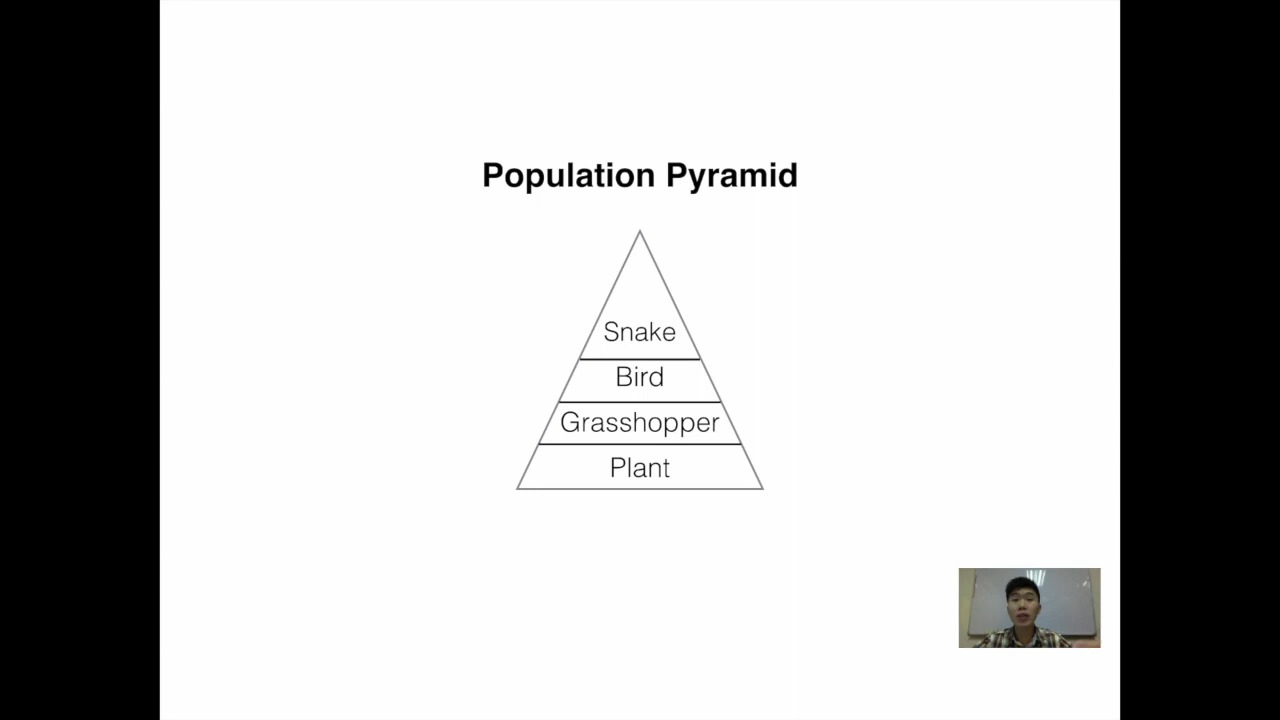 Population Pyramid
Snake
Bird
Grasshopper
Plant